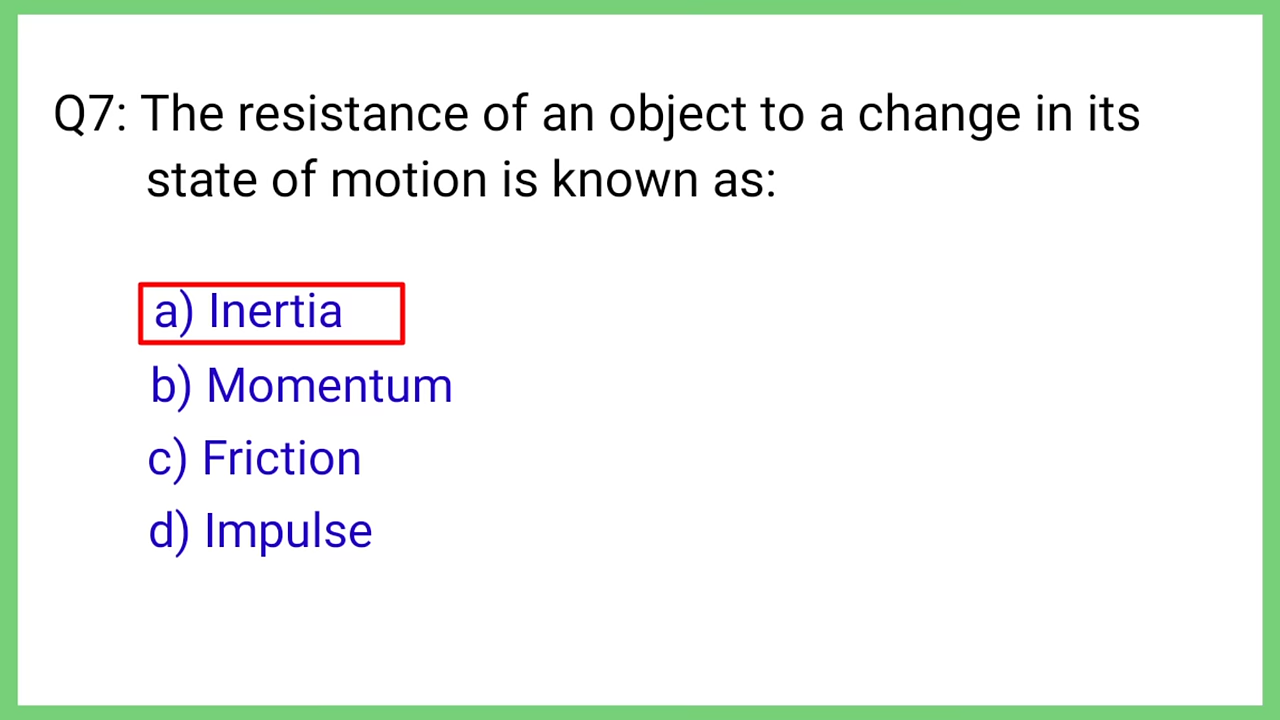 Q7: The resistance of an object to a change in its
state of motion is known as:
a) Inertia
b) Momentum
c) Friction
d) Impulse